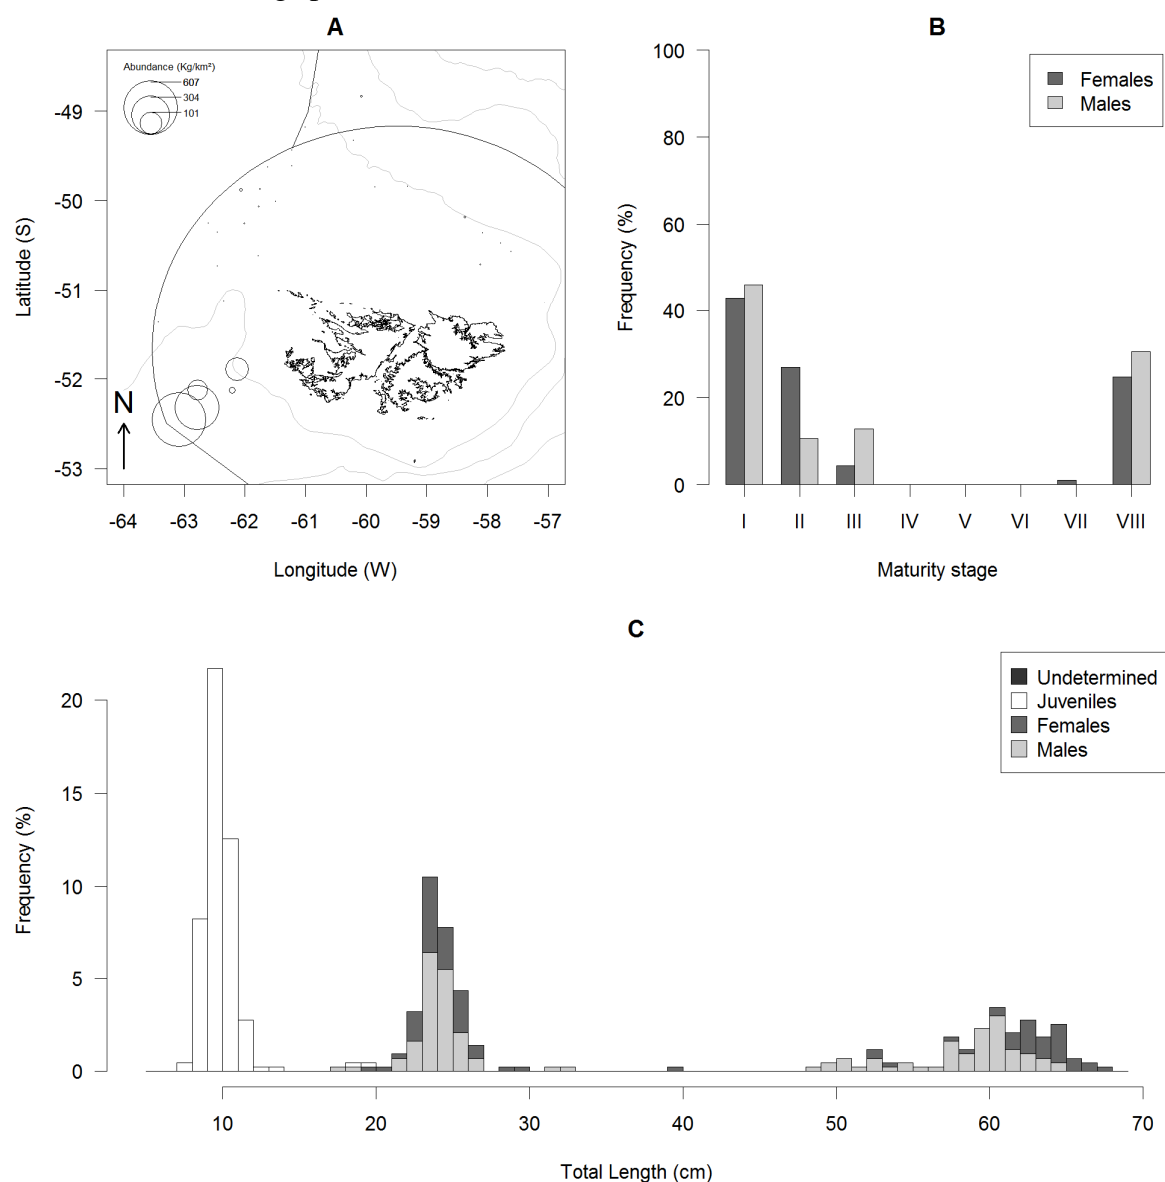 A
Abundance (Kg/km²)
607
304
101
-49
-50
-51
-52
-53
Latitude (S)
N
-64 -63 -62 -61 -60 -59 -58 -57
Longitude (W)
B
100
80
60
40
20
0
Frequency (%)
Females
Males
I II III IV V VI VII VIII
Maturity stage
C
Undetermined
Juveniles
Females
Males
20
15
10
5
0
Frequency (%)
10 20 30 40 50 60 70
Total Length (cm)